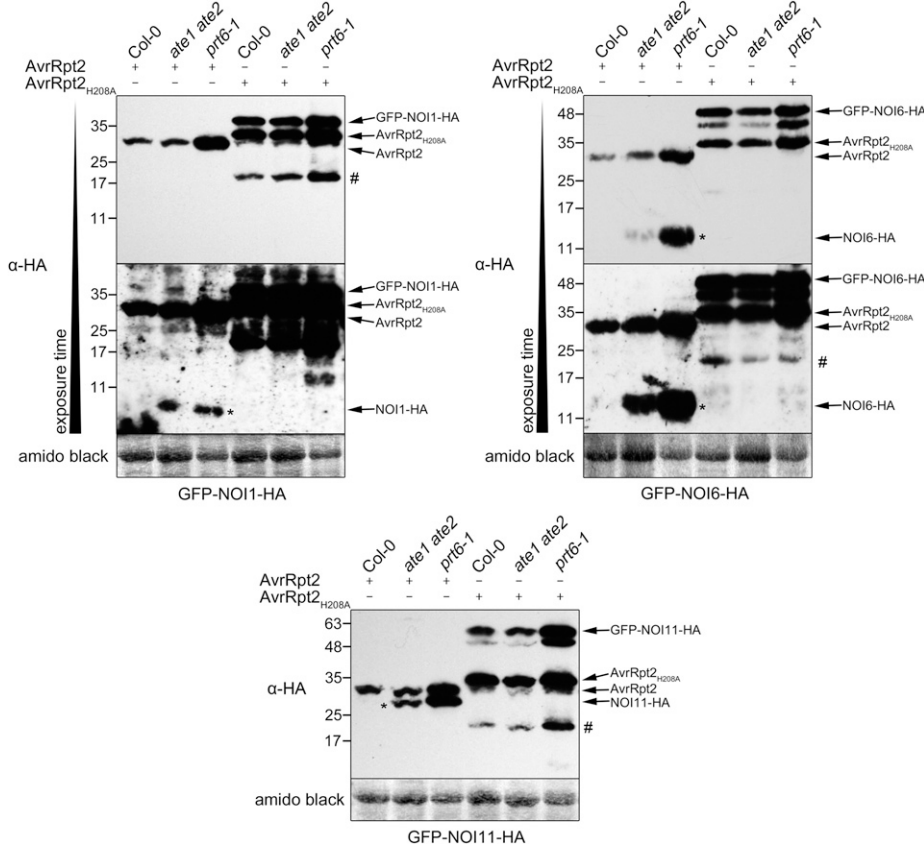 Col-0 ate1 ate2 prt6-1 Col-0 ate1 ate2 prt6-1
AvrRpt2 + + + – – –
AvrRpt2H208A – – – + + +
35
25
17
11
GFP-NOI1-HA
AvrRpt2H208A
AvrRpt2
#
α-HA
exposure time
35
25
17
11
GFP-NOI1-HA
AvrRpt2H208A
AvrRpt2
*
NOI1-HA
amido black
GFP-NOI1-HA
Col-0 ate1 ate2 prt6-1 Col-0 ate1 ate2 prt6-1
AvrRpt2 + + + – – –
AvrRpt2H208A – – – + + +
48
35
25
17
11
GFP-NOI6-HA
AvrRpt2H208A
AvrRpt2
*
NOI6-HA
α-HA
exposure time
48
35
25
17
11
GFP-NOI6-HA
AvrRpt2H208A
AvrRpt2
#
*
NOI6-HA
amido black
GFP-NOI6-HA
Col-0 ate1 ate2 prt6-1 Col-0 ate1 ate2 prt6-1
AvrRpt2 + + + – – –
AvrRpt2H208A – – – + + +
63
48
35
25
17
α-HA
GFP-NOI11-HA
AvrRpt2H208A
AvrRpt2
*
NOI11-HA
#
amido black
GFP-NOI11-HA